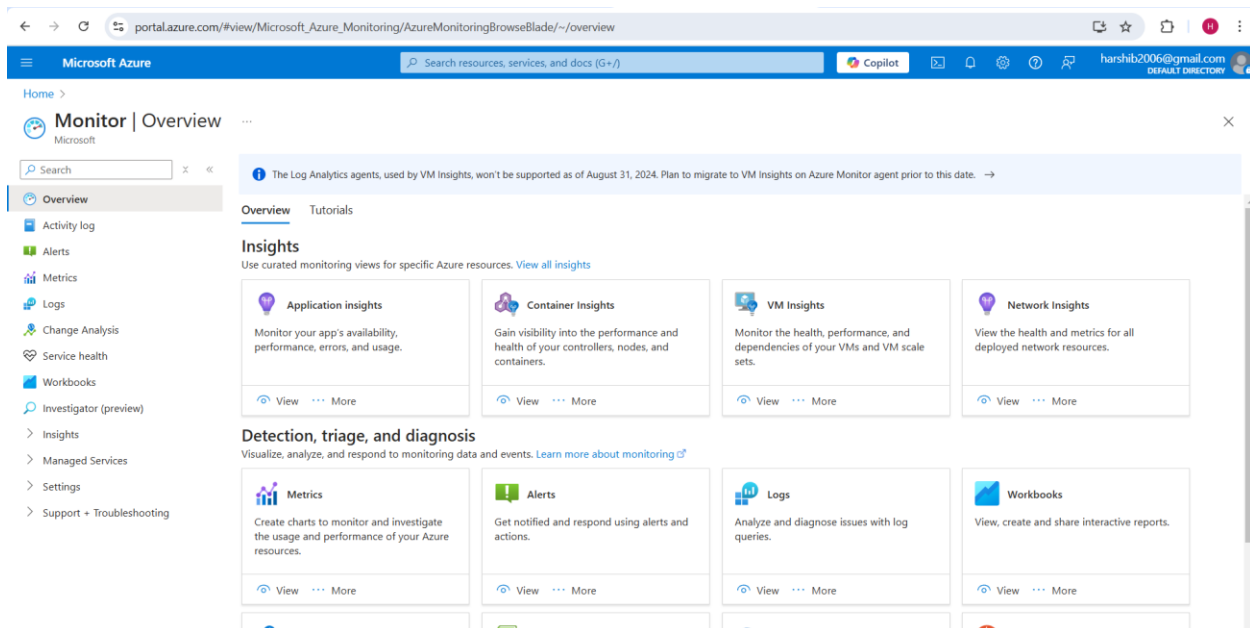 portal.azure.com/#view/Microsoft_Azure_Monitoring/AzureMonitoringBrowseBlade/~/overview
H
Microsoft Azure
Search resources, services, and docs (G+/)
Copilot
harshib2006@gmail.com
DEFAULT DIRECTORY
Home >
Monitor | Overview ...
Microsoft
Search
The Log Analytics agents, used by VM Insights, won't be supported as of August 31, 2024. Plan to migrate to VM Insights on Azure Monitor agent prior to this date. →
Overview
Activity log
Alerts
Metrics
Logs
Change Analysis
Service health
Workbooks
Investigator (preview)
Insights
Managed Services
Settings
Support + Troubleshooting
Overview Tutorials
Insights
Use curated monitoring views for specific Azure resources. View all insights
Application insights
Monitor your app's availability,
performance, errors, and usage.
View ... More
Container Insights
Gain visibility into the performance and
health of your controllers, nodes, and
containers.
View ... More
VM Insights
Monitor the health, performance, and
dependencies of your VMs and VM scale
sets.
View ... More
Network Insights
View the health and metrics for all
deployed network resources.
View ... More
Detection, triage, and diagnosis
Visualize, analyze, and respond to monitoring data and events. Learn more about monitoring
Metrics
Create charts to monitor and investigate
the usage and performance of your Azure
resources.
View ... More
Alerts
Get notified and respond using alerts and
actions.
View ... More
Logs
Analyze and diagnose issues with log
queries.
View ... More
Workbooks
View, create and share interactive reports.
View ... More